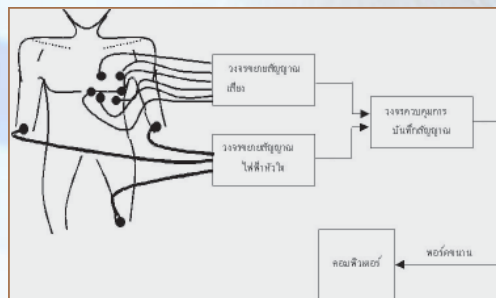 วงจรขยายสัญญาณ
เสียง
วงจรควบคุมการ
บันทึกสัญญาณ
วงจรขยายสัญญาณ
ไฟฟ้าหัวใจ
คอมพิวเตอร์
พอร์ตขนาน